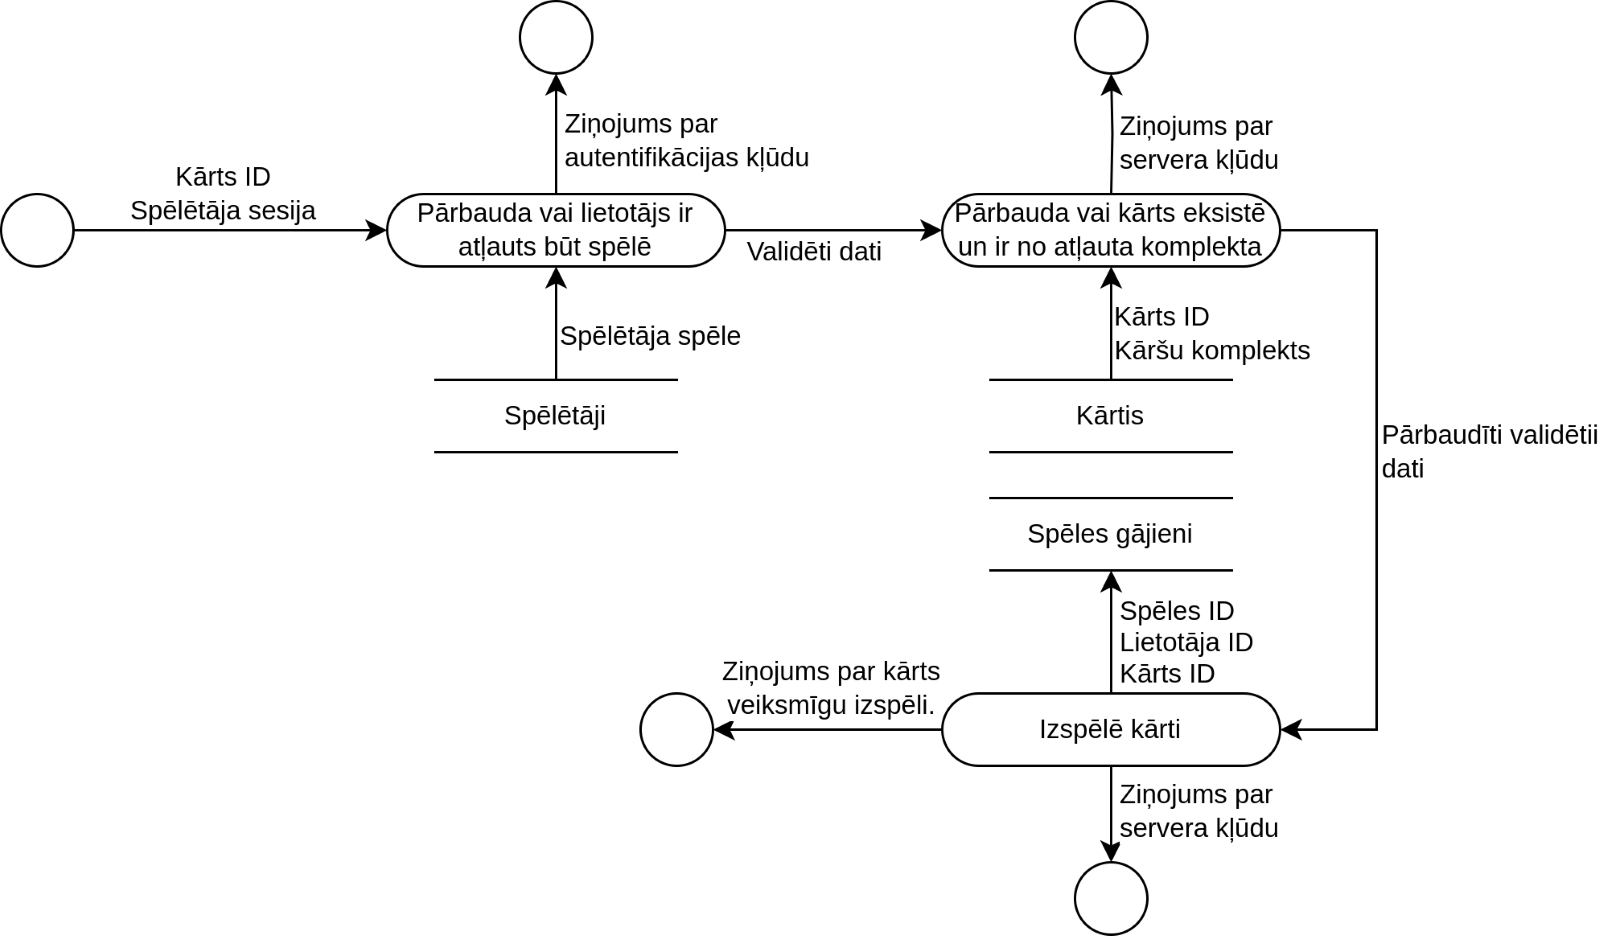 Ziņojums par
autentifikācijas kļūdu
Ziņojums par
servera kļūdu
Kārts ID
Spēlētāja sesija
Pārbauda vai lietotājs ir
atļauts būt spēlē
Validēti dati
Pārbauda vai kārts eksistē
un ir no atļauta komplekta
Spēlētāja spēle
Kārts ID
Kāršu komplekts
Spēlētāji
Kārtis
Pārbaudīti validētii
dati
Spēles gājieni
Spēles ID
Lietotāja ID
Kārts ID
Ziņojums par kārts
veiksmīgu izspēli.
Izspēlē kārti
Ziņojums par
servera kļūdu